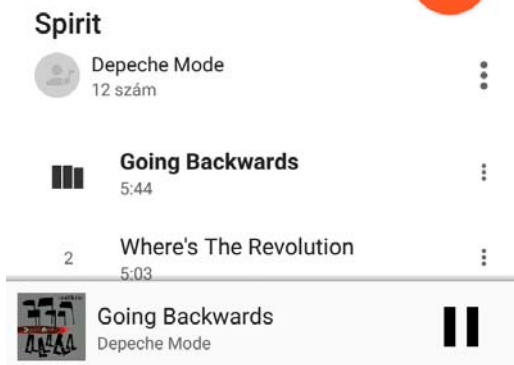 Spirit
Depeche Mode
12 szám
Going Backwards
5:44
2
Where's The Revolution
5:03
Going Backwards
Depeche Mode